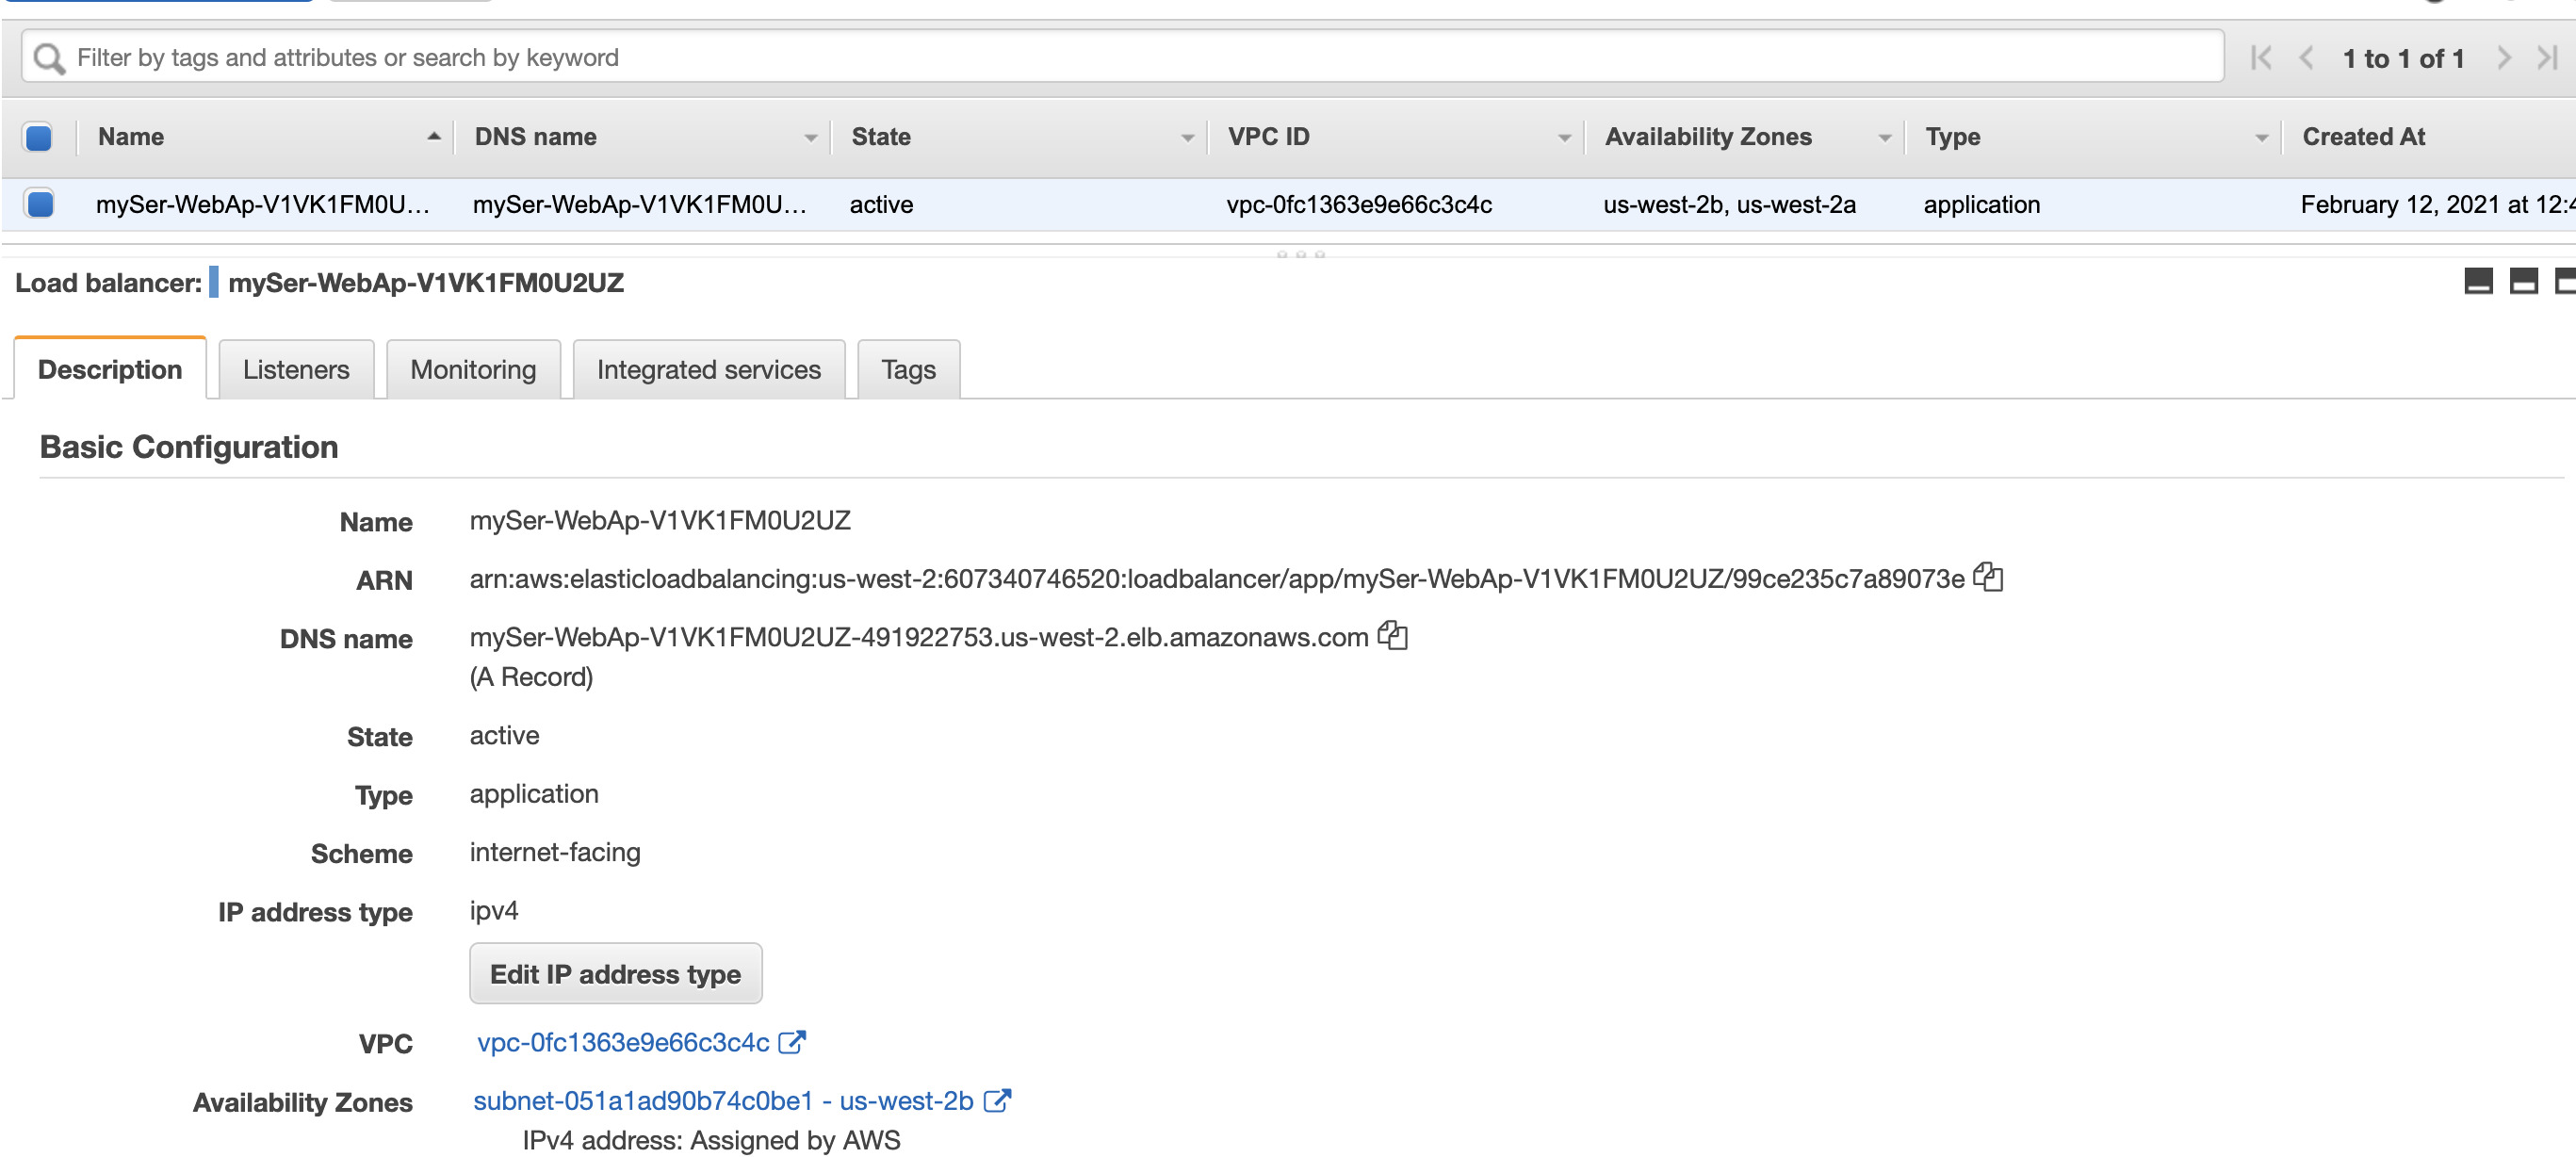 Filter by tags and attributes or search by keyword
1 to 1 of 1
Name DNS name State VPC ID Availability Zones Type Created At
mySer-WebAp-V1VK1FM0U... mySer-WebAp-V1VK1FM0U... active vpc-0fc1363e9e66c3c4c us-west-2b, us-west-2a application February 12, 2021 at 12:4
Load balancer: mySer-WebAp-V1VK1FM0U2UZ
Description Listeners Monitoring Integrated services Tags
Basic Configuration
Name mySer-WebAp-V1VK1FM0U2UZ
ARN arn:aws:elasticloadbalancing:us-west-2:607340746520:loadbalancer/app/mySer-WebAp-V1VK1FM0U2UZ/99ce235c7a89073e
DNS name mySer-WebAp-V1VK1FM0U2UZ-491922753.us-west-2.elb.amazonaws.com
(A Record)
State active
Type application
Scheme internet-facing
IP address type ipv4
Edit IP address type
VPC vpc-0fc1363e9e66c3c4c
Availability Zones subnet-051a1ad90b74c0be1 - us-west-2b
IPv4 address: Assigned by AWS